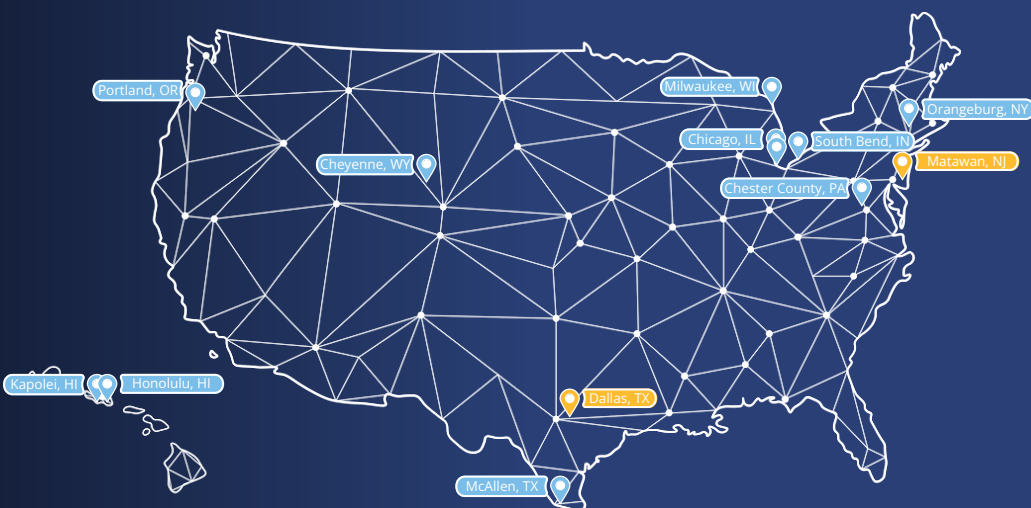 Milwaukee, WI
Portland, OR
Orangeburg, NY
Chicago, IL
South Bend, IN
Cheyenne, WY
Matawan, NJ
Chester County, PA
Kapolei, HI
Honolulu, HI
Dallas, TX
McAllen, TX